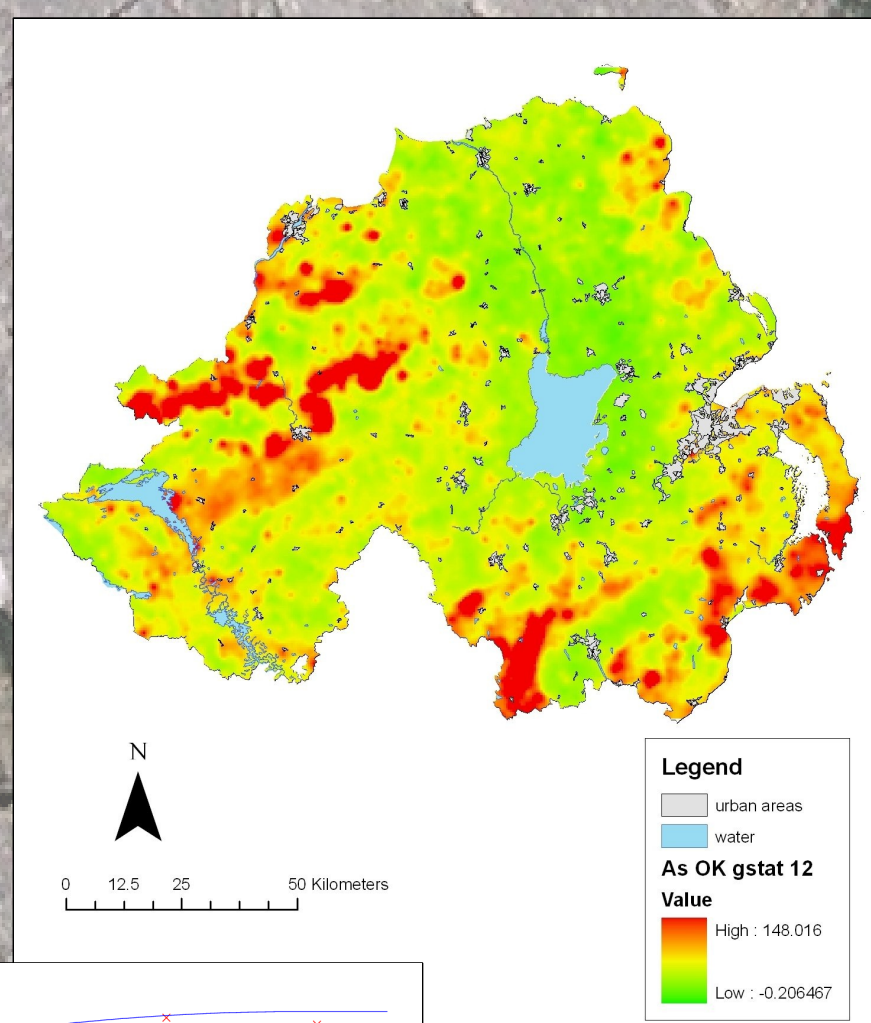 N
0 12.5 25 50 Kilometers
Legend
urban areas
water
As OK gstat 12
Value
High : 148.016
Low : -0.206467